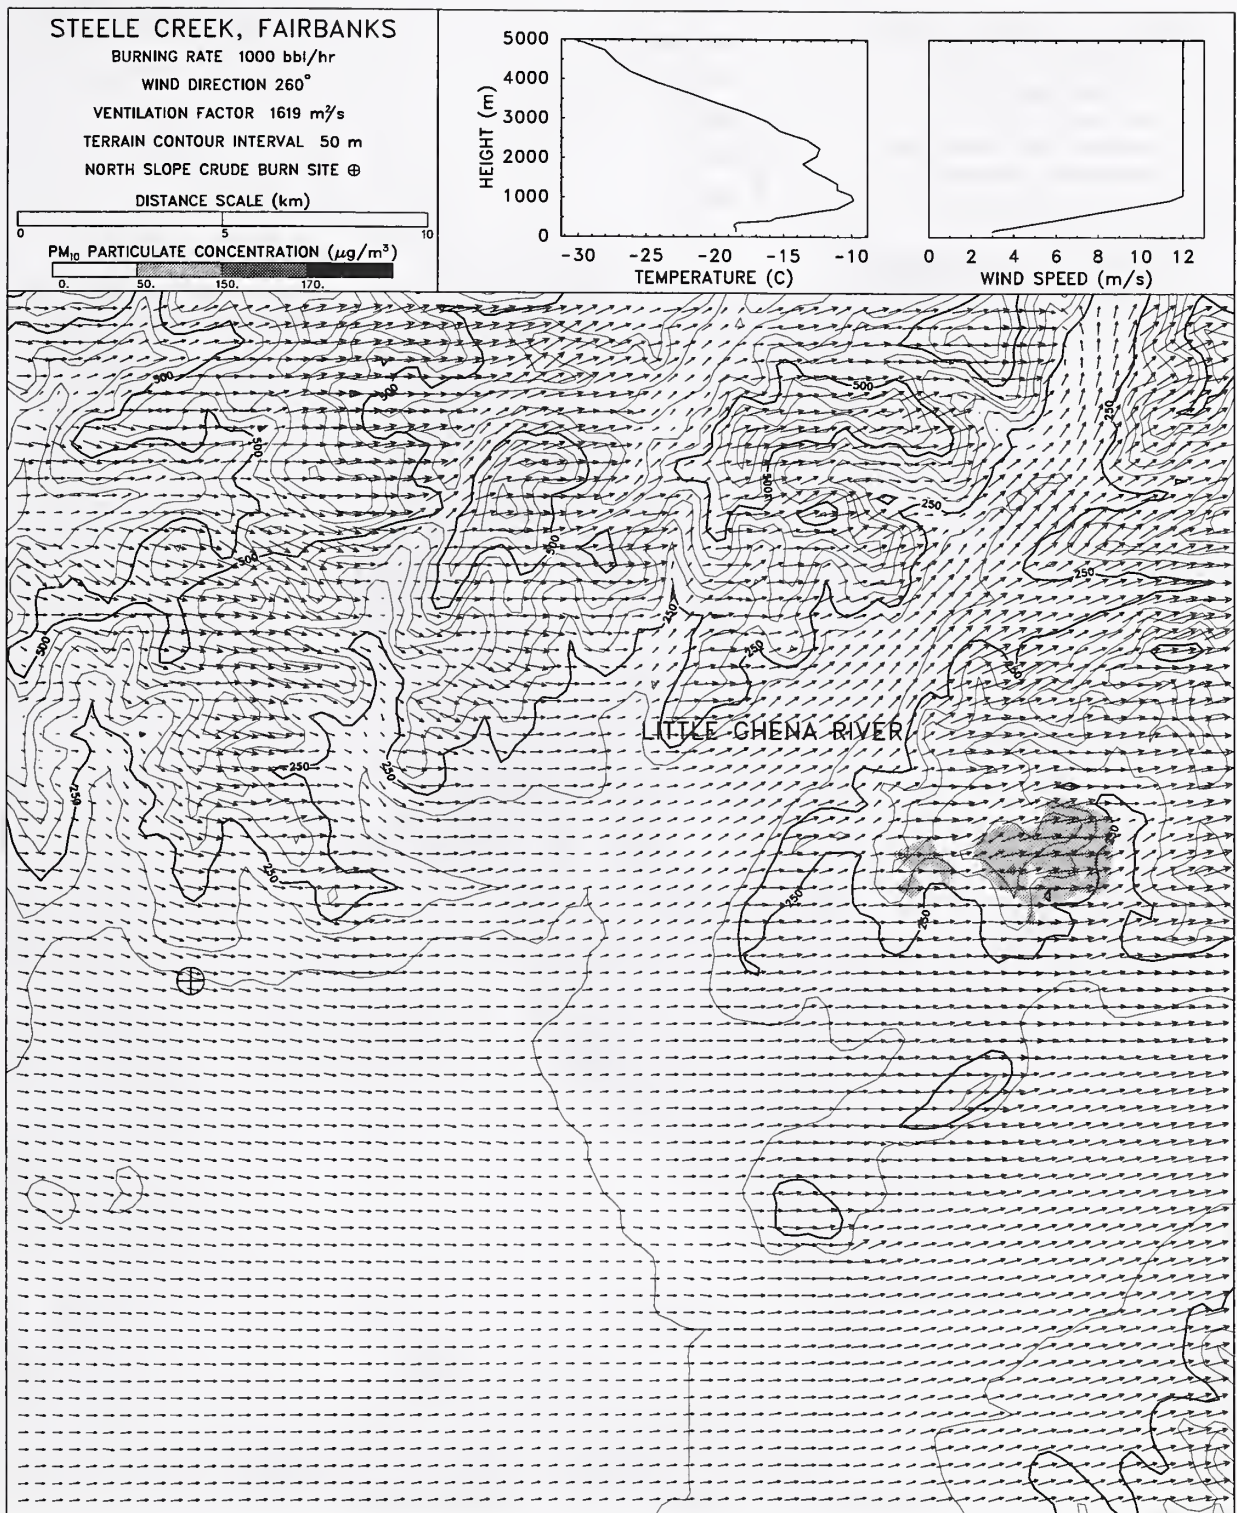 STEELE CREEK, FAIRBANKS
BURNING RATE 1000 bbl/hr
WIND DIRECTION 260°
VENTILATION FACTOR 1619 m²/s
TERRAIN CONTOUR INTERVAL 50 m
NORTH SLOPE CRUDE BURN SITE ⊕
DISTANCE SCALE (km)
0 5 10
PM₁₀ PARTICULATE CONCENTRATION (μg/m³)
0. 50. 150. 170.
5000
4000
3000
2000
1000
0
HEIGHT (m)
-30 -25 -20 -15 -10
TEMPERATURE (C)
0 2 4 6 8 10 12
WIND SPEED (m/s)
500
500
500
250
500
500
250
500
500
250
250
500
250
250
LITTLE CHENA RIVER
250
250
250
250
250
250